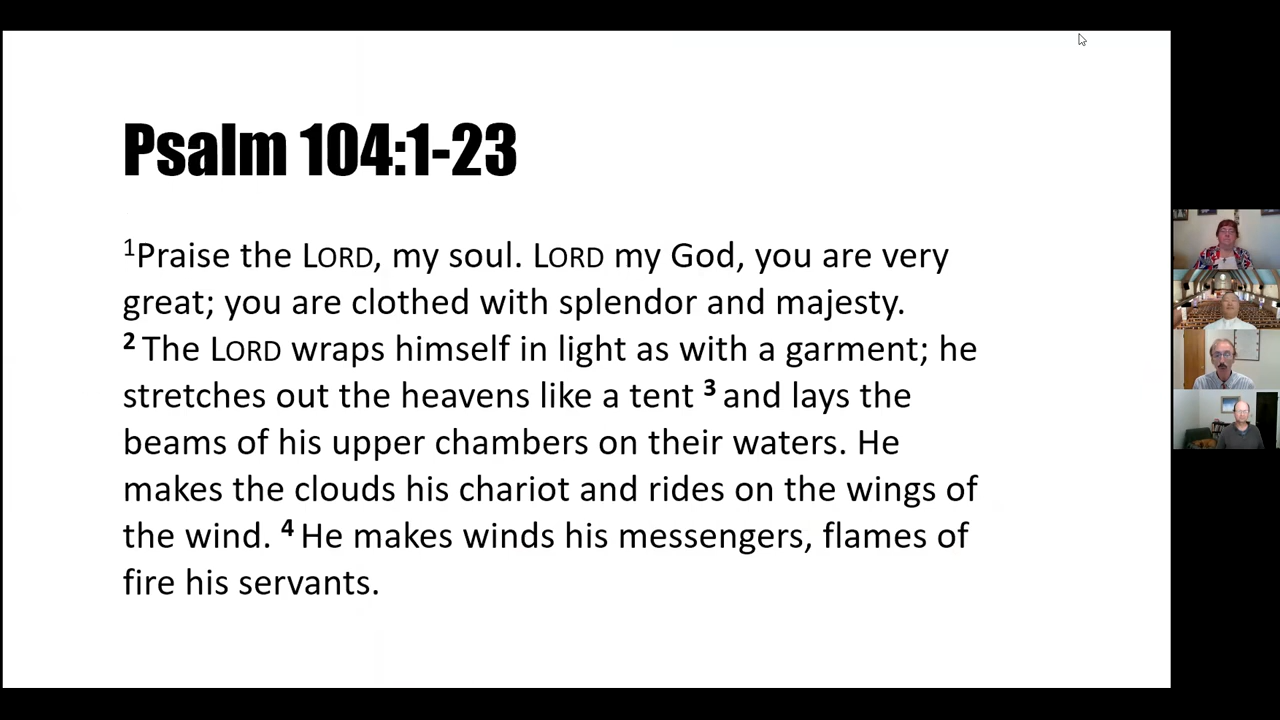 Psalm 104:1-23
¹Praise the LORD, my soul. LORD my God, you are very
great; you are clothed with splendor and majesty.
² The LORD wraps himself in light as with a garment; he
stretches out the heavens like a tent ³ and lays the
beams of his upper chambers on their waters. He
makes the clouds his chariot and rides on the wings of
the wind. ⁴ He makes winds his messengers, flames of
fire his servants.